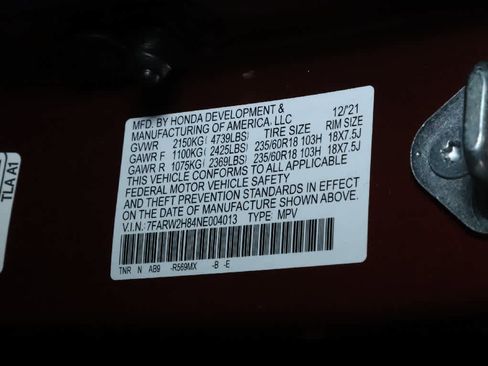 MFD. BY HONDA DEVELOPMENT & 12/'21
MANUFACTURING OF AMERICA, LLC
TIRE SIZE RIM SIZE
GVWR 2150KG( 4739LBS)
GAWR F 1100KG( 2425LBS) 235/60R18 103H 18X7.5J
GAWR R 1075KG( 2369LBS) 235/60R18 103H 18X7.5J
THIS VEHICLE CONFORMS TO ALL APPLICABLE
FEDERAL MOTOR VEHICLE SAFETY
AND THEFT PREVENTION STANDARDS IN EFFECT
ON THE DATE OF MANUFACTURE SHOWN ABOVE.
V.I.N: 7FARW2H84NE004013 TYPE: MPV
TNR N AB9 -R569MX -B -E
TLA A1